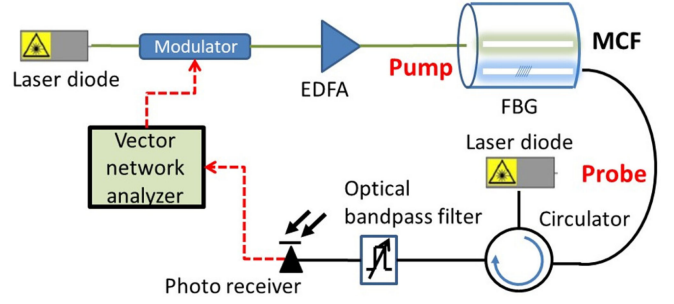 Laser diode
Modulator
EDFA
Pump
MCF
FBG
Vector
network
analyzer
Laser diode
Probe
Optical
bandpass filter
Circulator
Photo receiver